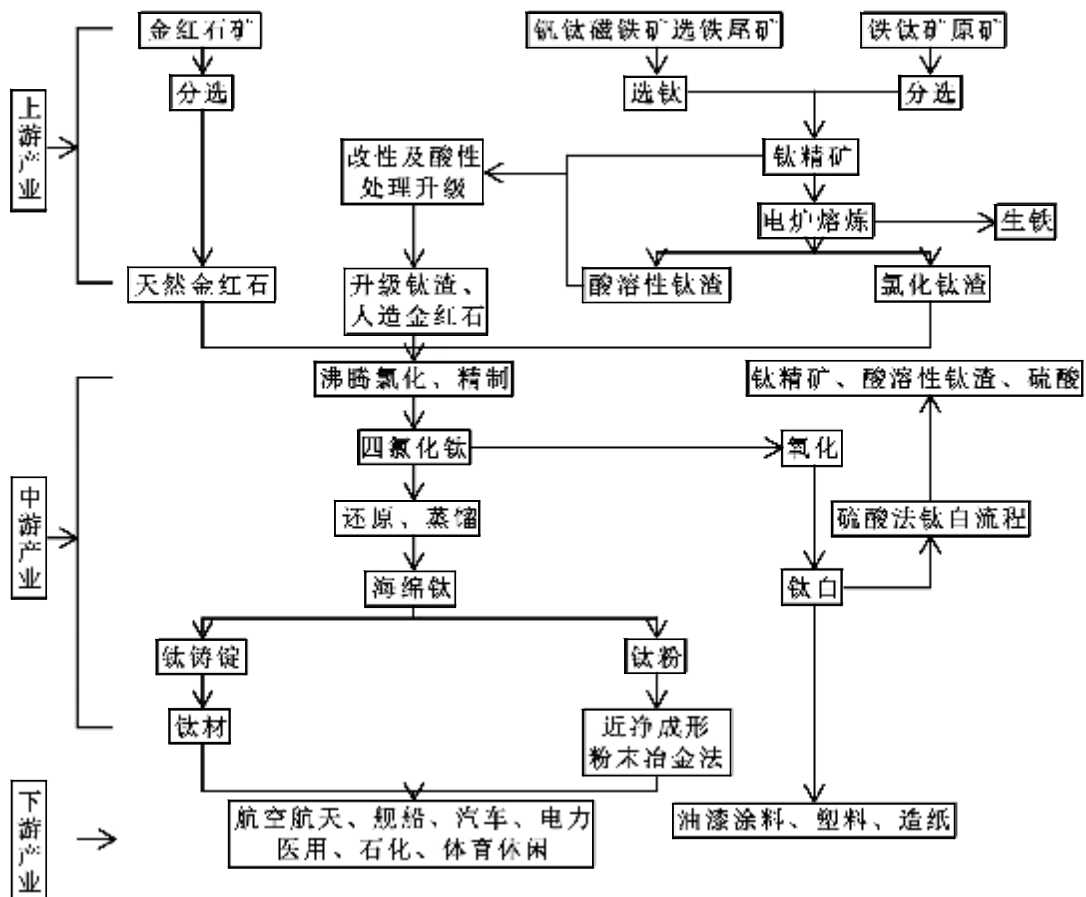 金红石矿
钒钛磁铁矿选铁尾矿
铁钛矿原矿
分选
选钛
分选
上游产业
改性及酸性
处理升级
钛精矿
电炉熔炼
生铁
天然金红石
升级钛渣、
人造金红石
酸溶性钛渣
氯化钛渣
沸腾氯化、精制
钛精矿、酸溶性钛渣、硫酸
四氯化钛
氧化
中游产业
还原、蒸馏
硫酸法钛白流程
海绵钛
钛白
钛铸锭
钛粉
钛材
近净成形
粉末冶金法
下游产业
航空航天、舰船、汽车、电力
医用、石化、体育休闲
油漆涂料、塑料、造纸